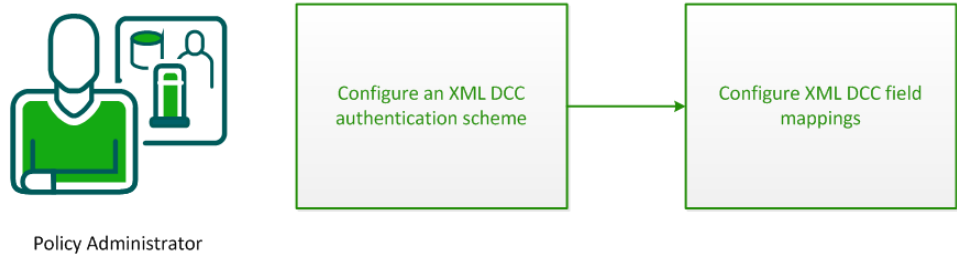 Configure an XML DCC
authentication scheme
Configure XML DCC field
mappings
Policy Administrator